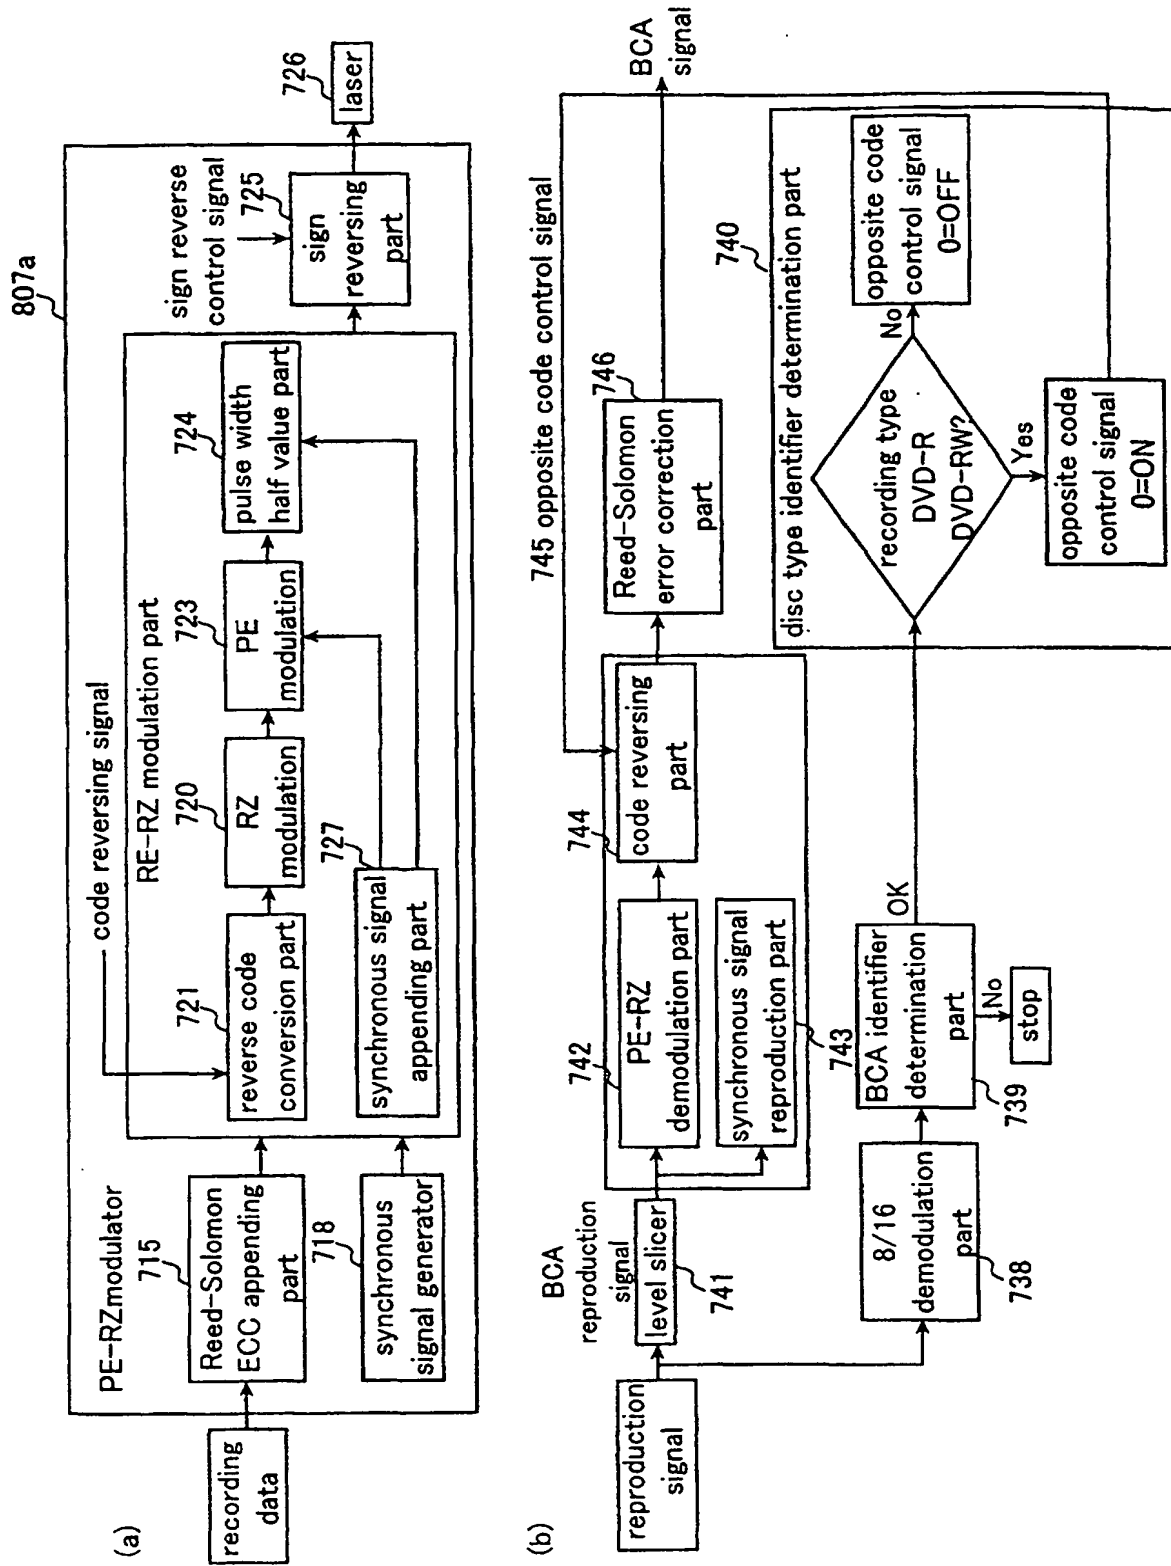 (a)
807a
PE-RZmodulator
recording
data
715
Reed-Solomon
ECC appending
part
718
synchronous
signal generator
code reversing signal
RE-RZ modulation part
721
reverse code
conversion part
720
RZ
modulation
723
PE
modulation
724
pulse width
half value part
727
synchronous signal
appending part
sign reverse
control signal
725
sign
reversing
part
726
laser
(b)
reproduction
signal
BCA
reproduction
signal
level slicer
741
742
PE-RZ
demodulation part
synchronous signal
reproduction part
743
744
code reversing
part
745 opposite code control signal
746
Reed-Solomon
error correction
part
BCA
signal
8/16
demodulation
part
738
BCA identifier
determination
part
739
OK
No
stop
disc type identifier determination part
740
recording type
DVD-R
DVD-RW?
No
opposite code
control signal
0=OFF
Yes
opposite code
control signal
0=ON